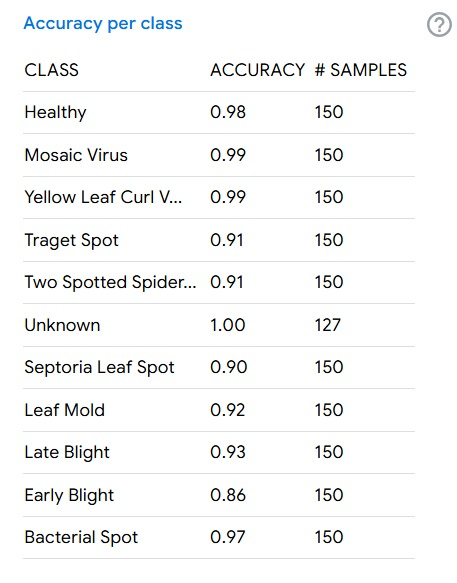 Accuracy per class
?
CLASS ACCURACY # SAMPLES
Healthy 0.98 150
Mosaic Virus 0.99 150
Yellow Leaf Curl V... 0.99 150
Traget Spot 0.91 150
Two Spotted Spider... 0.91 150
Unknown 1.00 127
Septoria Leaf Spot 0.90 150
Leaf Mold 0.92 150
Late Blight 0.93 150
Early Blight 0.86 150
Bacterial Spot 0.97 150